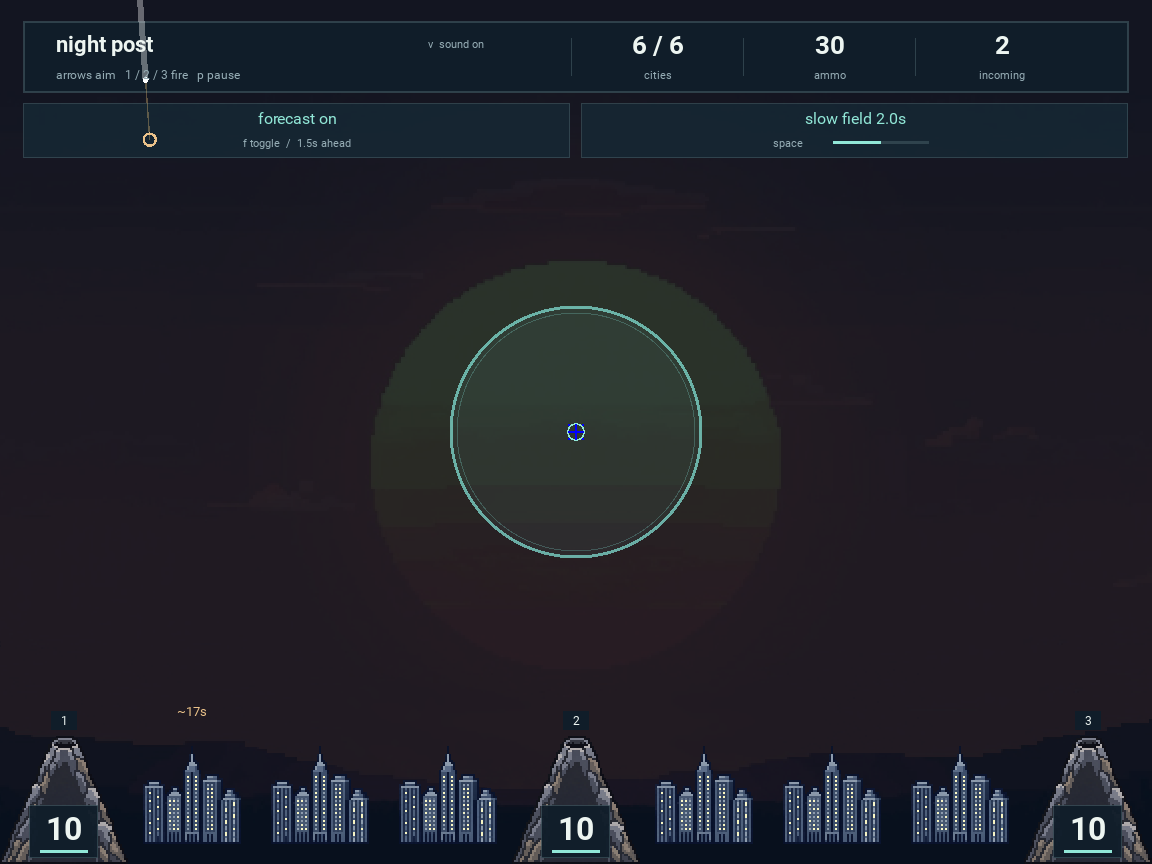 night post
v sound on
6 / 6
30
2
arrows aim 1 / 2 / 3 fire p pause
cities
ammo
incoming
forecast on
slow field 2.0s
f toggle / 1.5s ahead
space
~17s
1
2
3
10
10
10